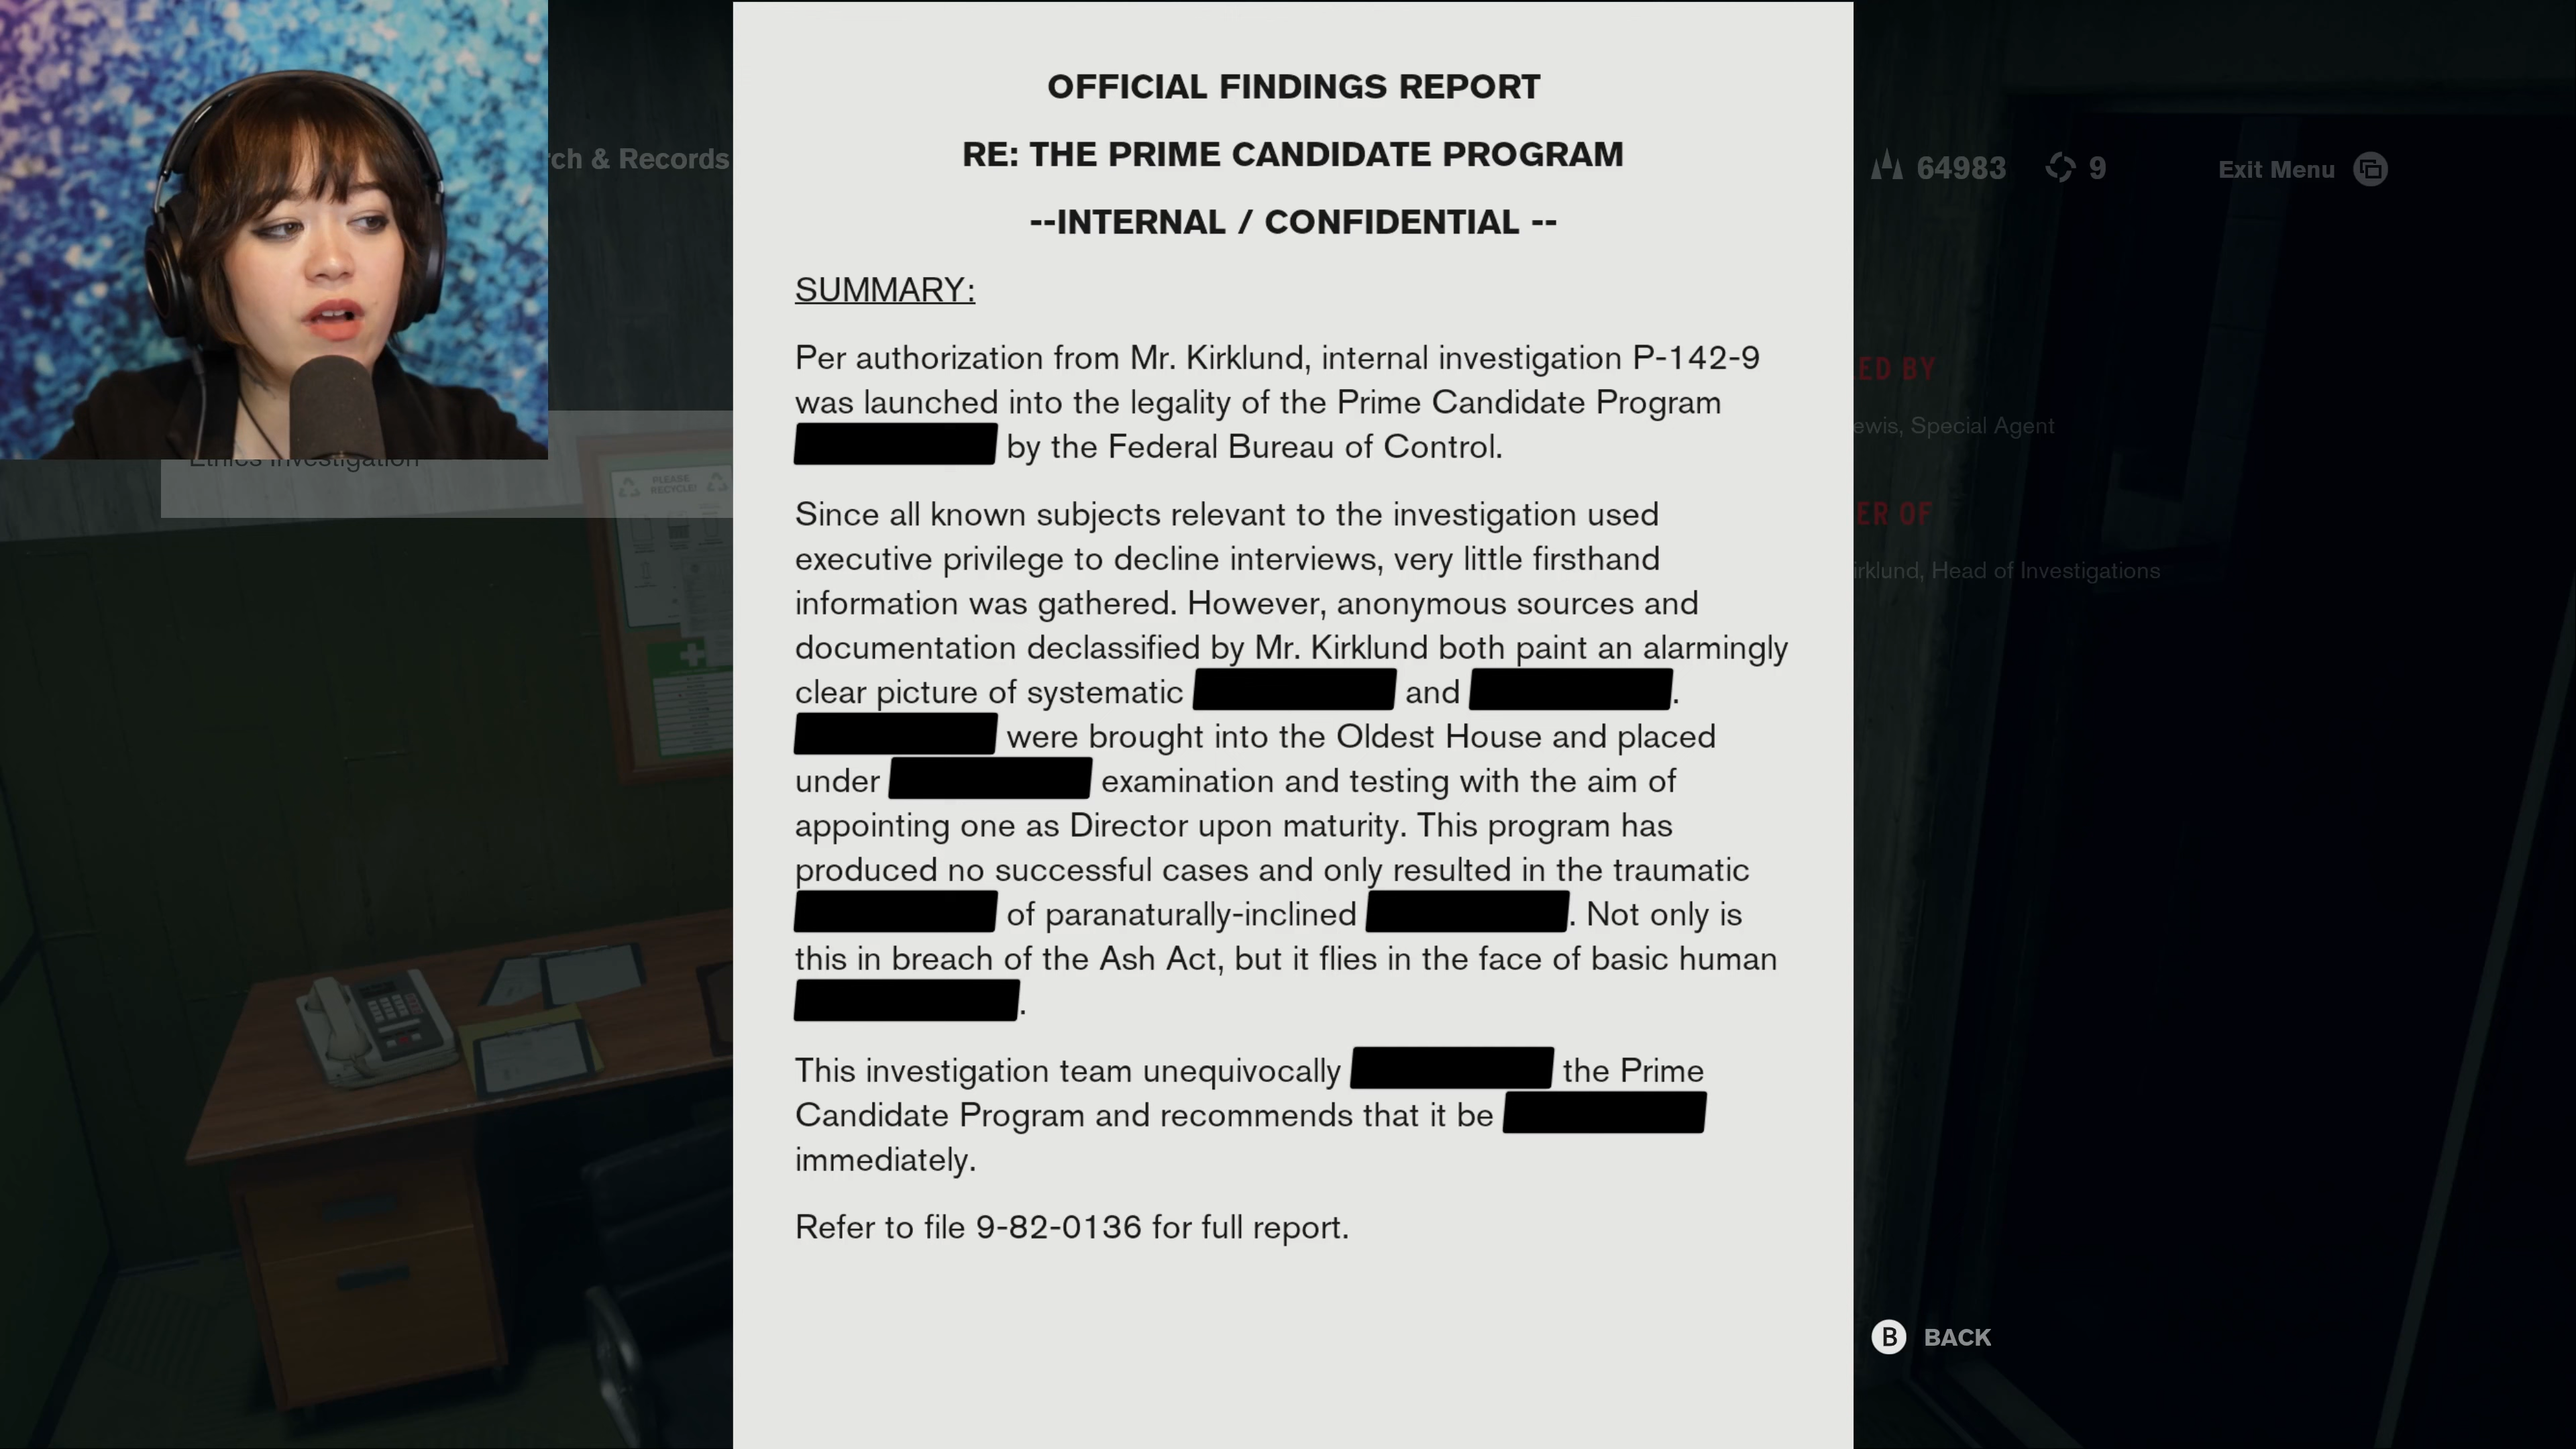 OFFICIAL FINDINGS REPORT
RE: THE PRIME CANDIDATE PROGRAM
--INTERNAL / CONFIDENTIAL --
SUMMARY:
Per authorization from Mr. Kirklund, internal investigation P-142-9
was launched into the legality of the Prime Candidate Program
by the Federal Bureau of Control.
Since all known subjects relevant to the investigation used
executive privilege to decline interviews, very little firsthand
information was gathered. However, anonymous sources and
documentation declassified by Mr. Kirklund both paint an alarmingly
clear picture of systematic and .
were brought into the Oldest House and placed
under examination and testing with the aim of
appointing one as Director upon maturity. This program has
produced no successful cases and only resulted in the traumatic
of paranaturally-inclined . Not only is
this in breach of the Ash Act, but it flies in the face of basic human
.
This investigation team unequivocally the Prime
Candidate Program and recommends that it be
immediately.
Refer to file 9-82-0136 for full report.
rch & Records
Ethics Investigation
PLEASE
RECYCLE!
64983 9 Exit Menu
ED BY
ewis, Special Agent
ER OF
irklund, Head of Investigations
B BACK